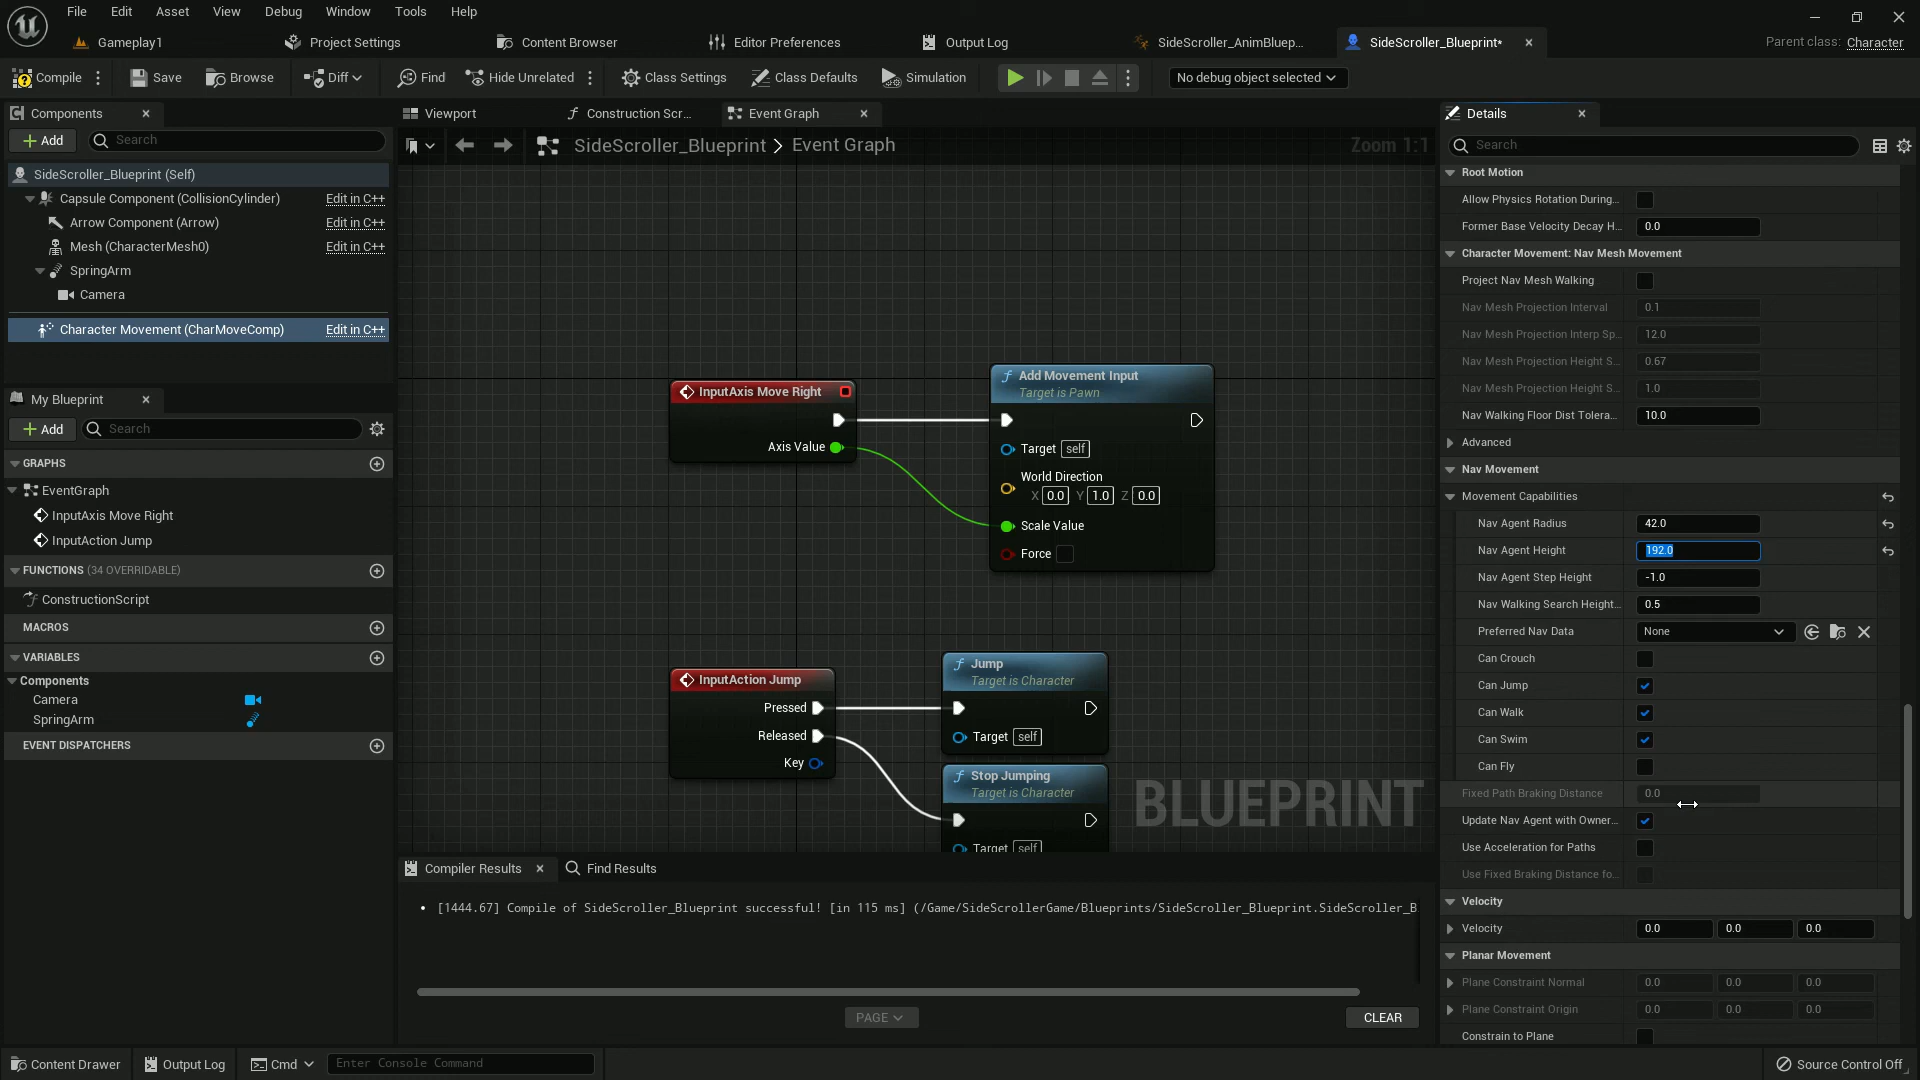 File Edit Asset View Debug Window Tools Help
Gameplay1 Project Settings Content Browser Editor Preferences Output Log SideScroller_AnimBluep... SideScroller_Blueprint* Parent class: Character
Compile Save Browse Diff Find Hide Unrelated Class Settings Class Defaults Simulation No debug object selected
Components
Add Search
SideScroller_Blueprint (Self)
Capsule Component (CollisionCylinder) Edit in C++
Arrow Component (Arrow) Edit in C++
Mesh (CharacterMesh0) Edit in C++
SpringArm
Camera
Character Movement (CharMoveComp) Edit in C++
My Blueprint
Add Search
GRAPHS
EventGraph
InputAxis Move Right
InputAction Jump
FUNCTIONS (34 OVERRIDABLE)
ConstructionScript
MACROS
VARIABLES
Components
Camera
SpringArm
EVENT DISPATCHERS
Viewport Construction Scr... Event Graph
SideScroller_Blueprint > Event Graph Zoom 1:1
InputAxis Move Right
Axis Value
Add Movement Input
Target is Pawn
Target self
World Direction
X 0.0 Y 1.0 Z 0.0
Scale Value
Force
InputAction Jump
Pressed
Released
Key
Jump
Target is Character
Target self
Stop Jumping
Target is Character
Target self
BLUEPRINT
Compiler Results Find Results
• [1444.67] Compile of SideScroller_Blueprint successful! [in 115 ms] (/Game/SideScrollerGame/Blueprints/SideScroller_Blueprint.SideScroller_B
PAGE CLEAR
Details
Search
Root Motion
Allow Physics Rotation During...
Former Base Velocity Decay H... 0.0
Character Movement: Nav Mesh Movement
Project Nav Mesh Walking
Nav Mesh Projection Interval 0.1
Nav Mesh Projection Interp Sp... 12.0
Nav Mesh Projection Height S... 0.67
Nav Mesh Projection Height S... 1.0
Nav Walking Floor Dist Tolera... 10.0
Advanced
Nav Movement
Movement Capabilities
Nav Agent Radius 42.0
Nav Agent Height 192.0
Nav Agent Step Height -1.0
Nav Walking Search Height... 0.5
Preferred Nav Data None
Can Crouch
Can Jump
Can Walk
Can Swim
Can Fly
Fixed Path Braking Distance 0.0
Update Nav Agent with Owner...
Use Acceleration for Paths
Use Fixed Braking Distance fo...
Velocity
Velocity 0.0 0.0 0.0
Planar Movement
Plane Constraint Normal 0.0 0.0 0.0
Plane Constraint Origin 0.0 0.0 0.0
Constrain to Plane
Content Drawer Output Log Cmd Enter Console Command Source Control Off